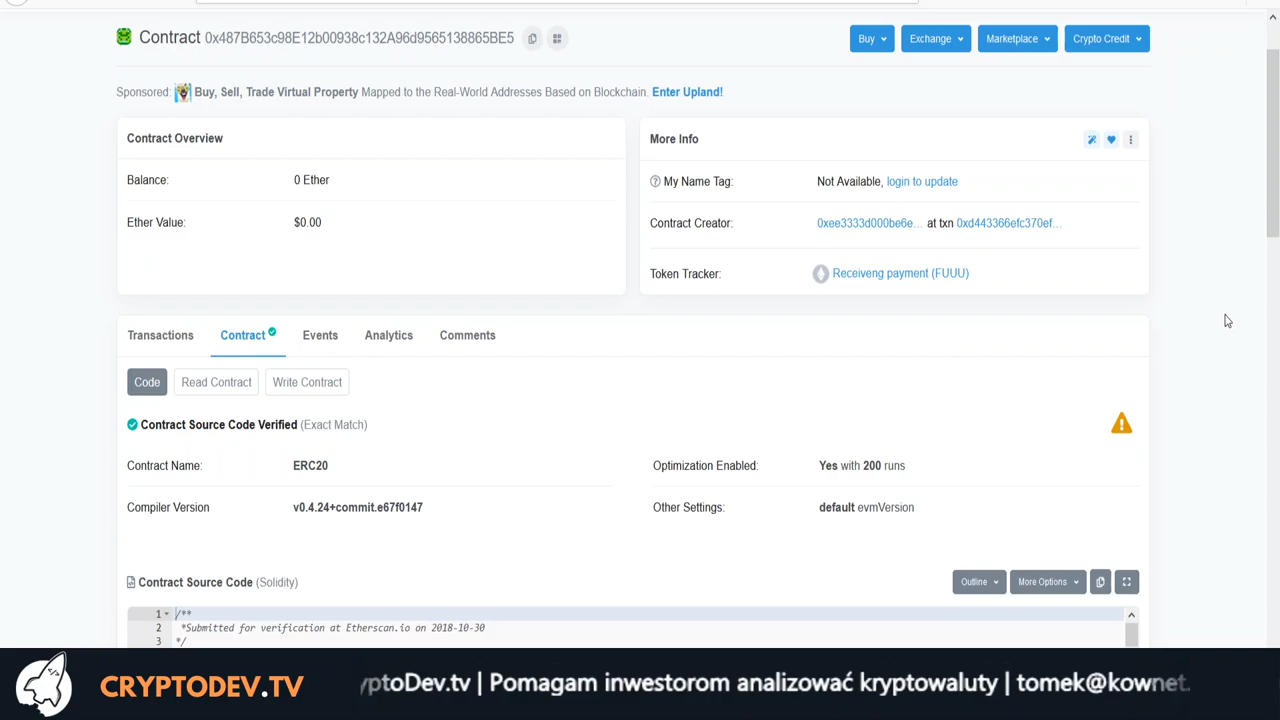 Contract 0x487B653c98E12b00938c132A96d9565138865BE5
Buy
Exchange
Marketplace
Crypto Credit
Sponsored: Buy, Sell, Trade Virtual Property Mapped to the Real-World Addresses Based on Blockchain. Enter Upland!
Contract Overview
Balance: 0 Ether
Ether Value: $0.00
More Info
My Name Tag: Not Available, login to update
Contract Creator: 0xee3333d000be6e... at txn 0xd443366efc370ef...
Token Tracker: Receiveng payment (FUUU)
Transactions
Contract
Events
Analytics
Comments
Code
Read Contract
Write Contract
Contract Source Code Verified (Exact Match)
Contract Name: ERC20
Optimization Enabled: Yes with 200 runs
Compiler Version v0.4.24+commit.e67f0147
Other Settings: default evmVersion
Contract Source Code (Solidity)
Outline
More Options
1 /**
2 *Submitted for verification at Etherscan.io on 2018-10-30
3 */
CRYPTODEV.TV
yptoDev.tv | Pomagam inwestorom analizować kryptowaluty | tomek@kownet.